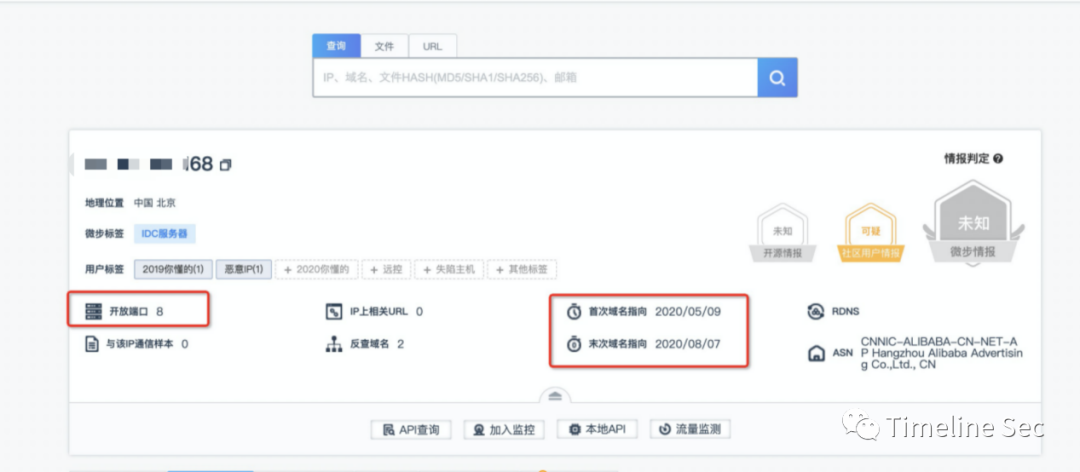 查询 文件 URL
IP、域名、文件HASH(MD5/SHA1/SHA256)、邮箱
68
情报判定
地理位置 中国 北京
微步标签 IDC服务器
用户标签 2019你懂的(1) 恶意IP(1) + 2020你懂的 + 远控 + 失陷主机 + 其他标签
未知 开源情报
可疑 社区用户情报
未知 微步情报
开放端口 8
IP上相关URL 0
首次域名指向 2020/05/09
RDNS
与该IP通信样本 0
反查域名 2
末次域名指向 2020/08/07
ASN CNNIC-ALIBABA-CN-NET-A
P Hangzhou Alibaba Advertisin
g Co.,Ltd., CN
API查询 加入监控 本地API 流量监测
Timeline Sec